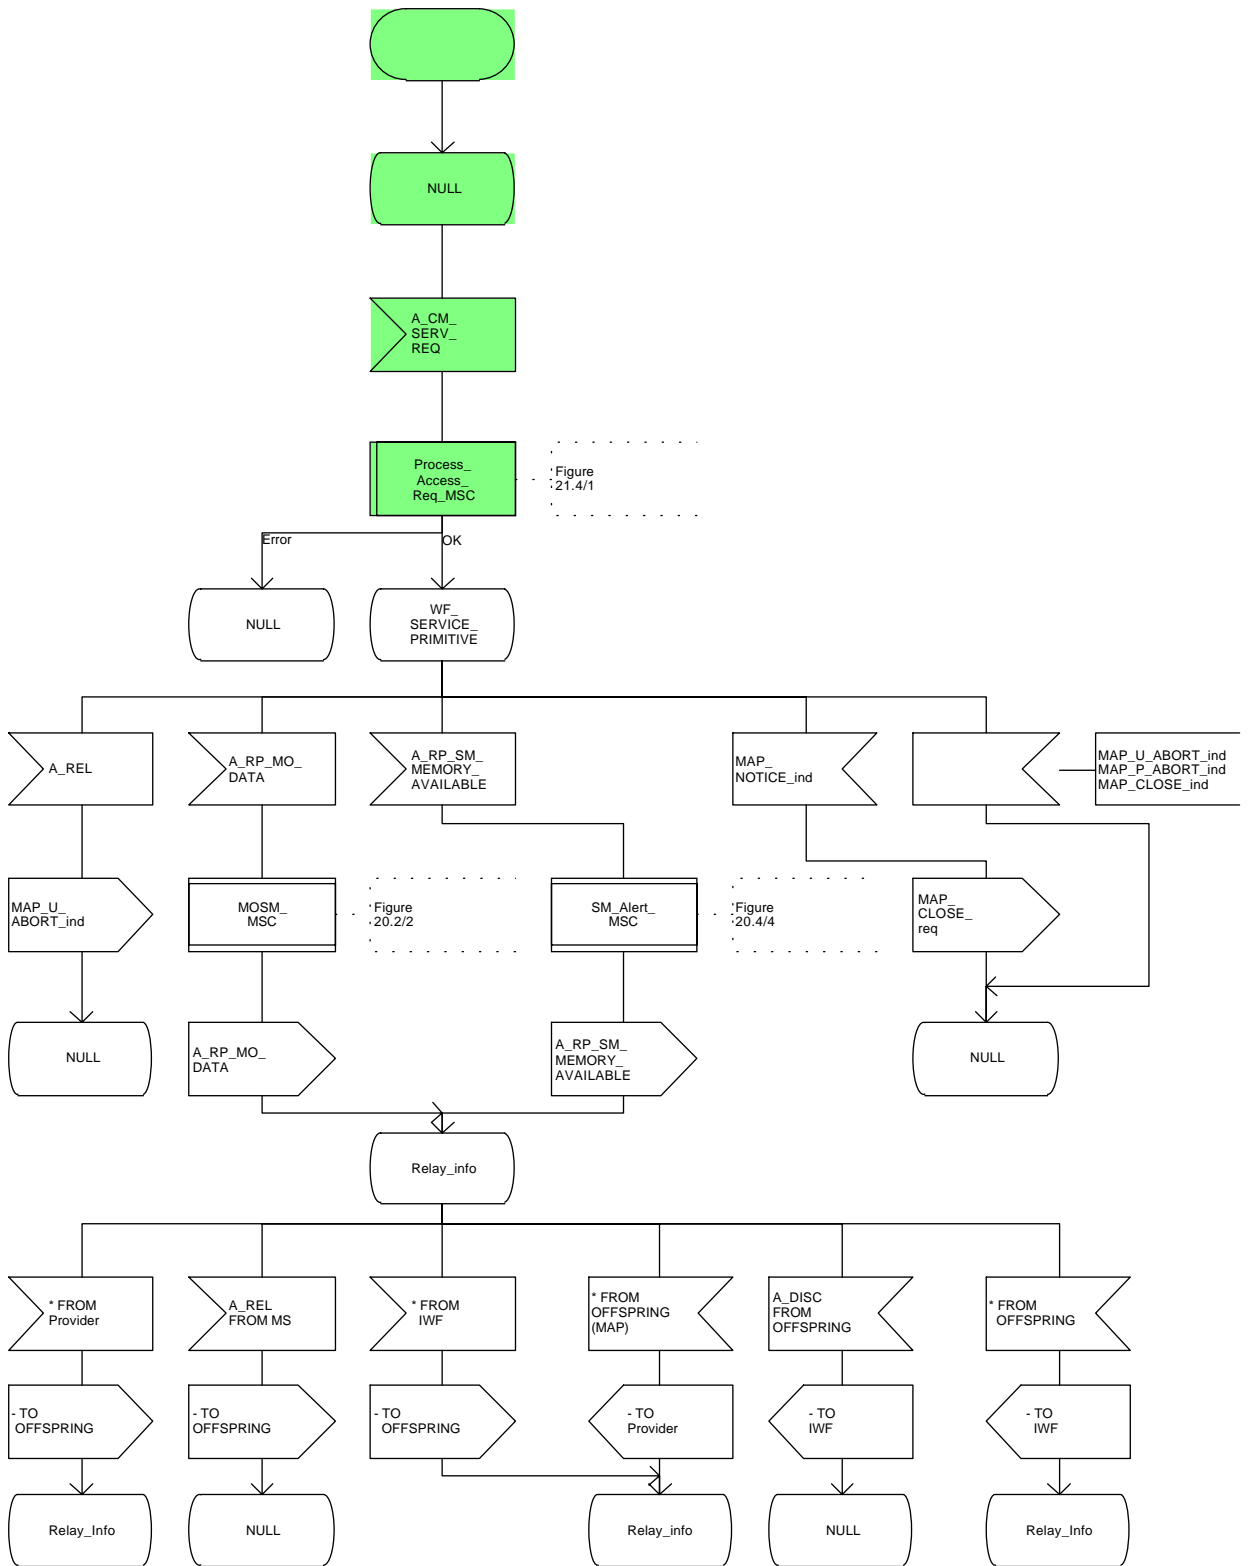 NULL
A_CM_
SERV_
REQ
Process_
Access_
Req_MSC
Figure
21.4/1
Error
OK
NULL
WF_
SERVICE_
PRIMITIVE
A_REL
A_RP_MO_
DATA
A_RP_SM_
MEMORY_
AVAILABLE
MAP_
NOTICE_ind
MAP_U_ABORT_ind
MAP_P_ABORT_ind
MAP_CLOSE_ind
MAP_U_
ABORT_ind
MOSM_
MSC
Figure
20.2/2
SM_Alert_
MSC
Figure
20.4/4
MAP_
CLOSE_
req
NULL
A_RP_MO_
DATA
A_RP_SM_
MEMORY_
AVAILABLE
NULL
Relay_info
* FROM
Provider
A_REL
FROM MS
* FROM
IWF
* FROM
OFFSPRING
(MAP)
A_DISC
FROM
OFFSPRING
* FROM
OFFSPRING
- TO
OFFSPRING
- TO
OFFSPRING
- TO
OFFSPRING
- TO
Provider
- TO
IWF
- TO
IWF
Relay_Info
NULL
Relay_info
NULL
Relay_Info